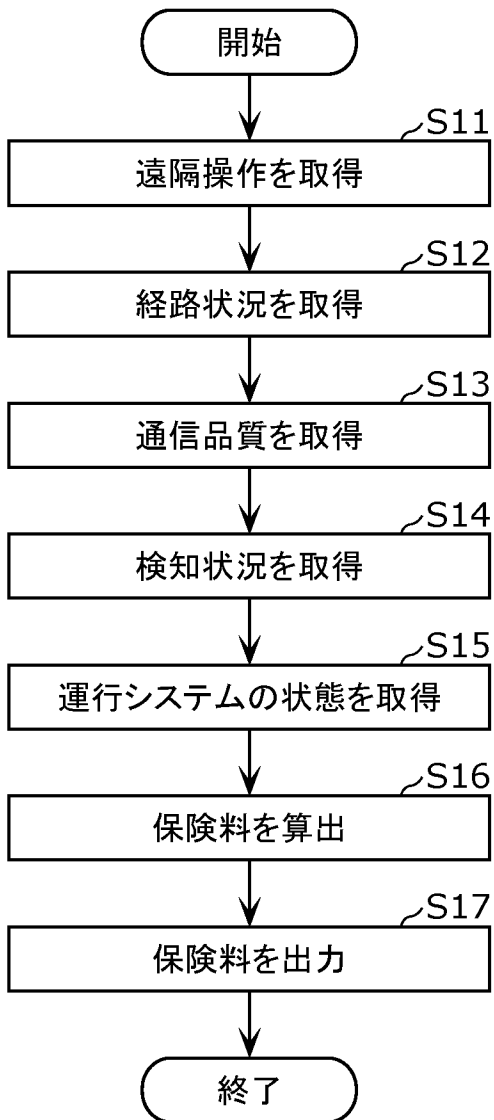 開始
S11
遠隔操作を取得
S12
経路状況を取得
S13
通信品質を取得
S14
検知状況を取得
S15
運行システムの状態を取得
S16
保険料を算出
S17
保険料を出力
終了